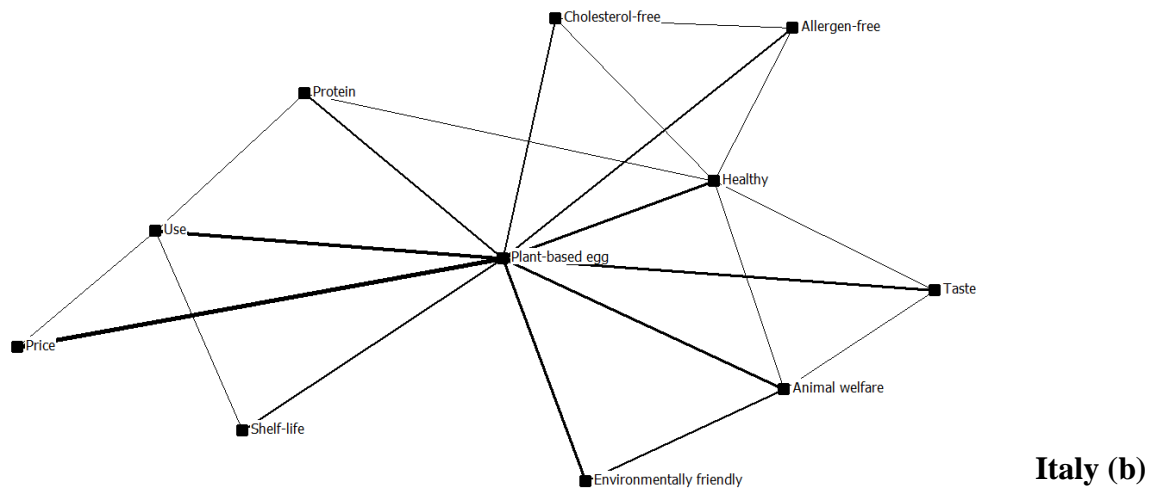 Cholesterol-free
Allergen-free
Protein
Healthy
Use
Plant-based egg
Taste
Price
Animal welfare
Shelf-life
Italy (b)
Environmentally friendly